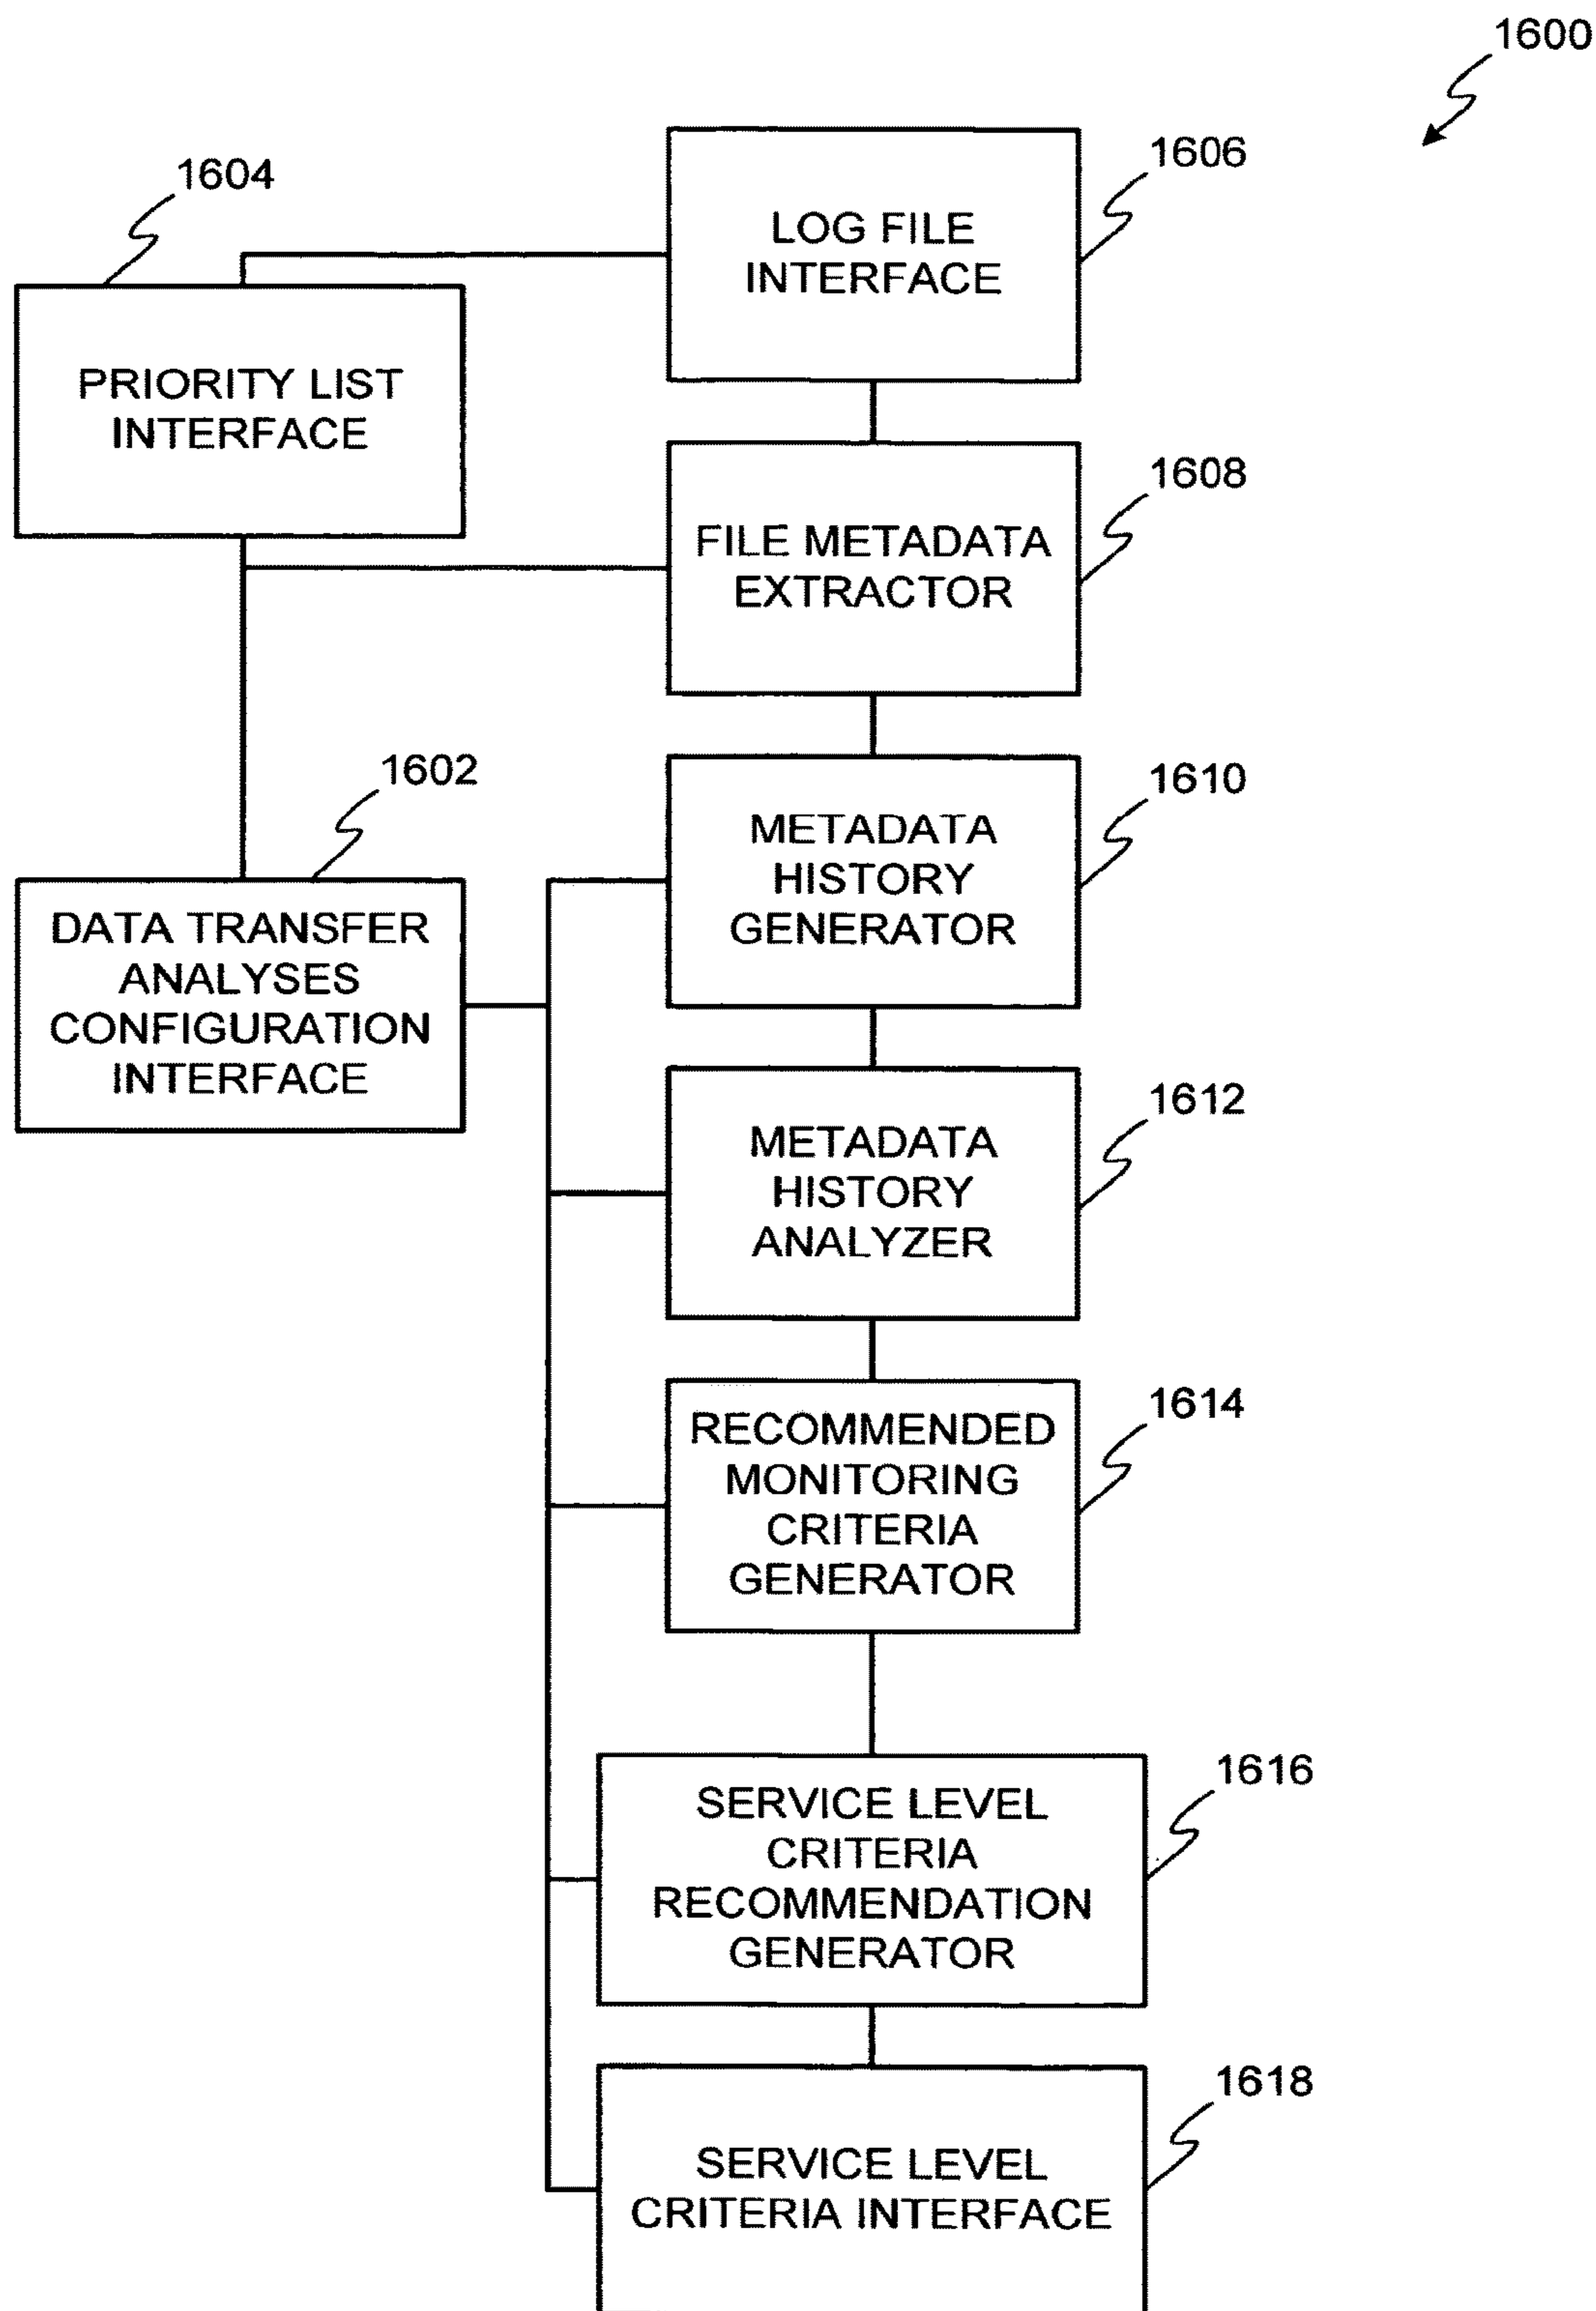 1600
1606
LOG FILE
INTERFACE
1604
PRIORITY LIST
INTERFACE
1608
FILE METADATA
EXTRACTOR
1602
DATA TRANSFER
ANALYSES
CONFIGURATION
INTERFACE
1610
METADATA
HISTORY
GENERATOR
1612
METADATA
HISTORY
ANALYZER
1614
RECOMMENDED
MONITORING
CRITERIA
GENERATOR
1616
SERVICE LEVEL
CRITERIA
RECOMMENDATION
GENERATOR
1618
SERVICE LEVEL
CRITERIA INTERFACE